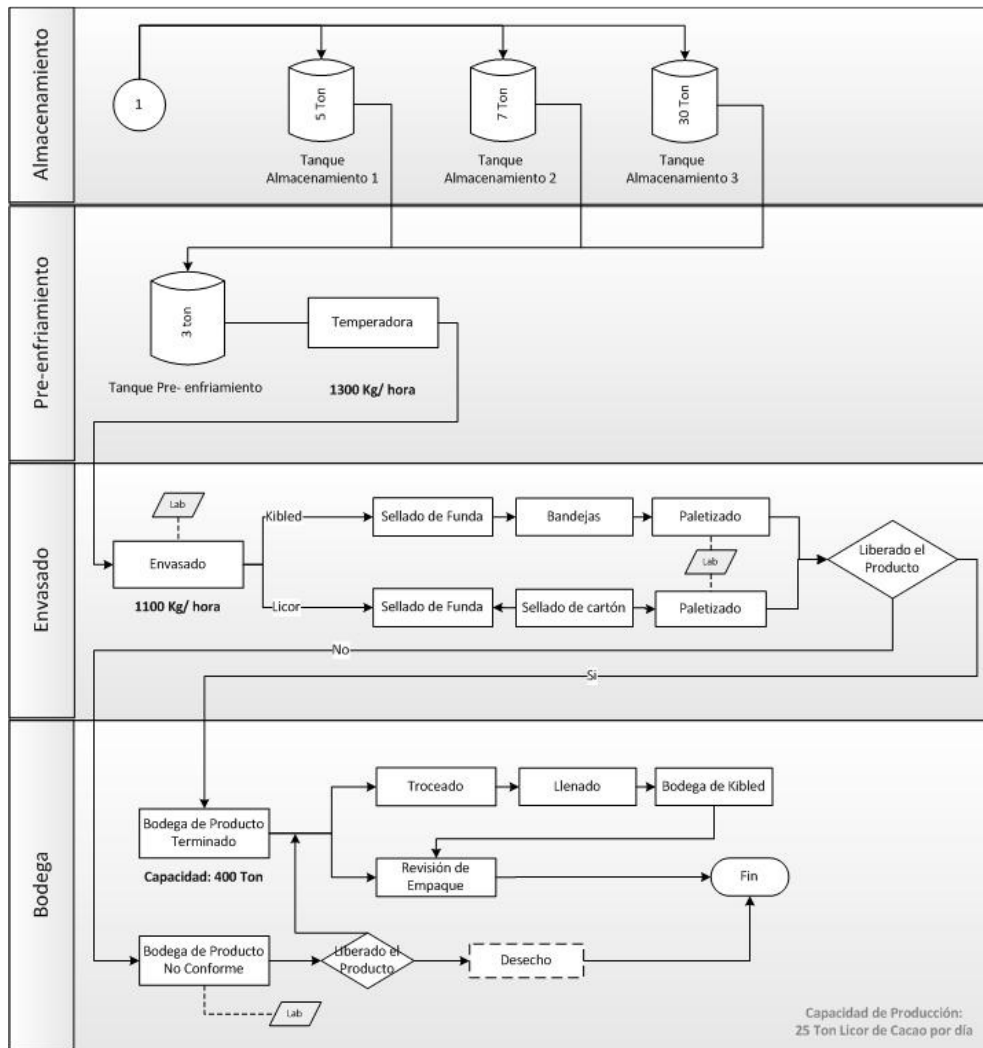 Almacenamiento
1
5 Ton
7 Ton
30 Ton
Tanque
Almacenamiento 1
Tanque
Almacenamiento 2
Tanque
Almacenamiento 3
Pre-enfriamiento
3 ton
Temperadora
Tanque Pre- enfriamiento
1300 Kg/ hora
Envasado
Lab
Kibled
Sellado de Funda
Bandejas
Paletizado
Envasado
Lab
Liberado el
Producto
1100 Kg/ hora
Licor
Sellado de Funda
Sellado de cartón
Paletizado
No
Si
Bodega
Troceado
Llenado
Bodega de Kibled
Bodega de Producto
Terminado
Capacidad: 400 Ton
Revisión de
Empaque
Fin
Bodega de Producto
No Conforme
Liberado el
Producto
Desecho
Lab
Capacidad de Producción:
25 Ton Licor de Cacao por día